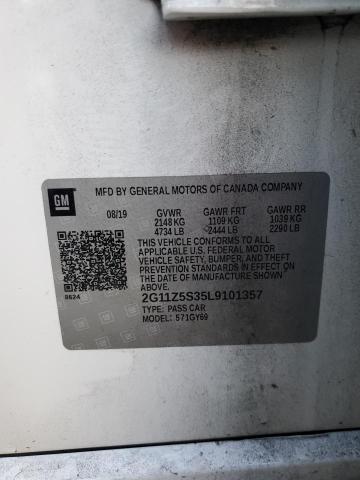 GM
MFD BY GENERAL MOTORS OF CANADA COMPANY
08/19 GVWR GAWR FRT GAWR RR
2148 KG 1109 KG 1039 KG
4734 LB 2444 LB 2290 LB
THIS VEHICLE CONFORMS TO ALL
APPLICABLE U.S. FEDERAL MOTOR
VEHICLE SAFETY, BUMPER, AND THEFT
PREVENTION STANDARDS IN EFFECT ON
THE DATE OF MANUFACTURE SHOWN
ABOVE.
8624 2G11Z5S35L9101357
TYPE: PASS CAR
MODEL: 571GY69